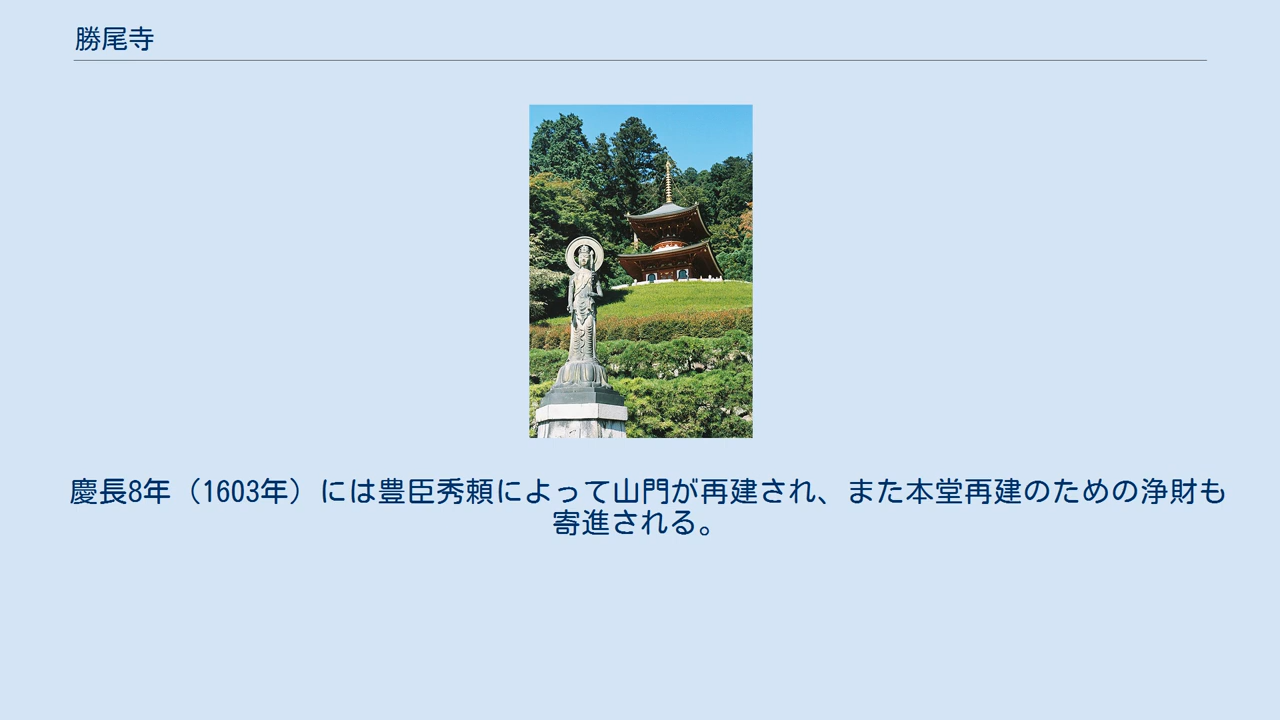 勝尾寺
慶長8年（1603年）には豊臣秀頼によって山門が再建され、また本堂再建のための浄財も
寄進される。